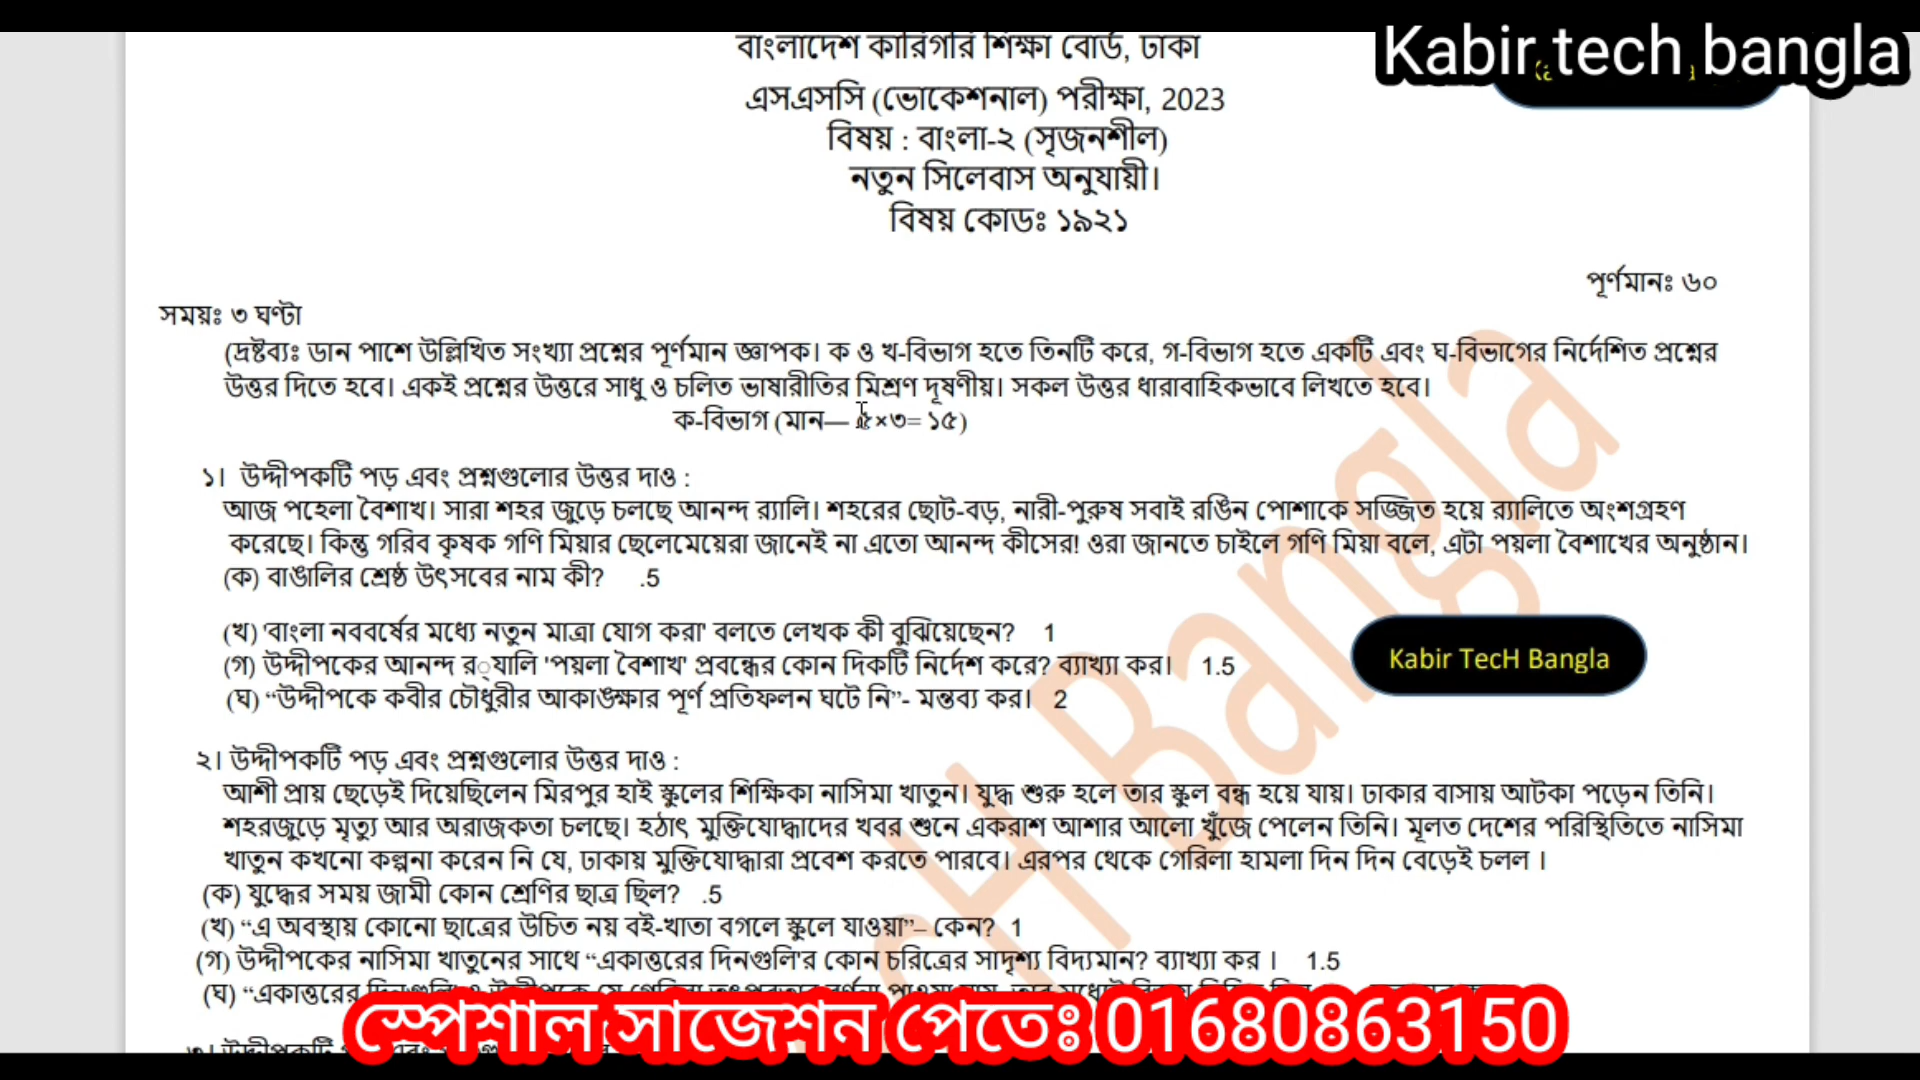 বাংলাদেশ কারিগরি শিক্ষা বোর্ড, ঢাকা
Kabir tech bangla
এসএসসি (ভোকেশনাল) পরীক্ষা, 2023
বিষয় : বাংলা-২ (সৃজনশীল)
নতুন সিলেবাস অনুযায়ী।
বিষয় কোডঃ ১৯২১
পূর্ণমানঃ ৬০
সময়ঃ ৩ ঘণ্টা
(দ্রষ্টব্যঃ ডান পাশে উল্লিখিত সংখ্যা প্রশ্নের পূর্ণমান জ্ঞাপক। ক ও খ-বিভাগ হতে তিনটি করে, গ-বিভাগ হতে একটি এবং ঘ-বিভাগের নির্দেশিত প্রশ্নের
উত্তর দিতে হবে। একই প্রশ্নের উত্তরে সাধু ও চলিত ভাষারীতির মিশ্রণ দূষণীয়। সকল উত্তর ধারাবাহিকভাবে লিখতে হবে।
ক-বিভাগ (মান— ৫×৩= ১৫)
১। উদ্দীপকটি পড় এবং প্রশ্নগুলোর উত্তর দাও :
আজ পহেলা বৈশাখ। সারা শহর জুড়ে চলছে আনন্দ র‍্যালি। শহরের ছোট-বড়, নারী-পুরুষ সবাই রঙিন পোশাকে সজ্জিত হয়ে র‍্যালিতে অংশগ্রহণ
করেছে। কিন্তু গরিব কৃষক গণি মিয়ার ছেলেমেয়েরা জানেই না এতো আনন্দ কীসের! ওরা জানতে চাইলে গণি মিয়া বলে, এটা পয়লা বৈশাখের অনুষ্ঠান।
(ক) বাঙালির শ্রেষ্ঠ উৎসবের নাম কী? .5
(খ) 'বাংলা নববর্ষের মধ্যে নতুন মাত্রা যোগ করা' বলতে লেখক কী বুঝিয়েছেন? 1
(গ) উদ্দীপকের আনন্দ র‍্যালি 'পয়লা বৈশাখ' প্রবন্ধের কোন দিকটি নির্দেশ করে? ব্যাখ্যা কর। 1.5
Kabir TecH Bangla
(ঘ) “উদ্দীপকে কবীর চৌধুরীর আকাঙ্ক্ষার পূর্ণ প্রতিফলন ঘটে নি”- মন্তব্য কর। 2
২। উদ্দীপকটি পড় এবং প্রশ্নগুলোর উত্তর দাও :
আশী প্রায় ছেড়েই দিয়েছিলেন মিরপুর হাই স্কুলের শিক্ষিকা নাসিমা খাতুন। যুদ্ধ শুরু হলে তার স্কুল বন্ধ হয়ে যায়। ঢাকার বাসায় আটকা পড়েন তিনি।
শহরজুড়ে মৃত্যু আর অরাজকতা চলছে। হঠাৎ মুক্তিযোদ্ধাদের খবর শুনে একরাশ আশার আলো খুঁজে পেলেন তিনি। মূলত দেশের পরিস্থিতিতে নাসিমা
খাতুন কখনো কল্পনা করেন নি যে, ঢাকায় মুক্তিযোদ্ধারা প্রবেশ করতে পারবে। এরপর থেকে গেরিলা হামলা দিন দিন বেড়েই চলল ।
(ক) যুদ্ধের সময় জামী কোন শ্রেণির ছাত্র ছিল? .5
(খ) “এ অবস্থায় কোনো ছাত্রের উচিত নয় বই-খাতা বগলে স্কুলে যাওয়া”– কেন? 1
(গ) উদ্দীপকের নাসিমা খাতুনের সাথে “একাত্তরের দিনগুলি'র কোন চরিত্রের সাদৃশ্য বিদ্যমান? ব্যাখ্যা কর । 1.5
(ঘ) “একাত্তরের দিনগুলি
স্পেশাল সাজেশন পেতেঃ 01680863150
৩। উদ্দীপকটি